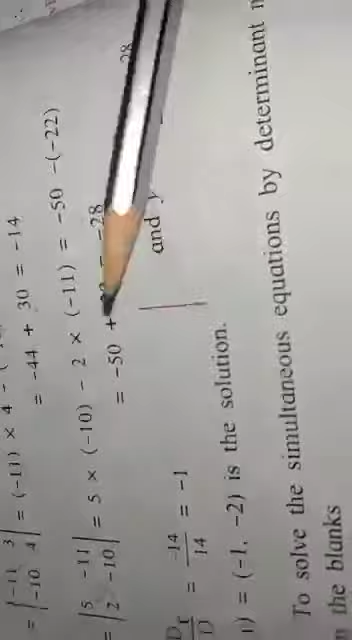 = | -11 3 | = (-11) × 4 -
| -10 4 |
= -44 + 30 = -14
= | 5 -11 | = 5 × (-10) - 2 × (-11) = -50 -(-22)
| 2 -10 |
= -50 + = -28
and y
28
= -14/14 = -1
) = (-1, -2) is the solution.
To solve the simultaneous equations by determinant
the blanks